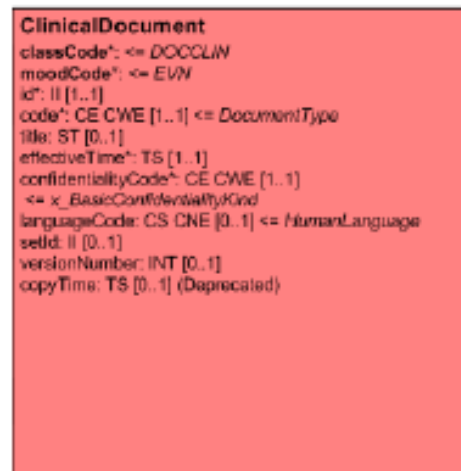 ClinicalDocument
classCode*: <= DOCCLIN
moodCode*: <= EVN
id*: II [1..1]
code*: CE CWE [1..1] <= DocumentType
title: ST [0..1]
effectiveTime*: TS [1..1]
confidentialityCode*: CE CWE [1..1]
<= x_BasicConfidentialityKind
languageCode: CS CNE [0..1] <= HumanLanguage
setId: II [0..1]
versionNumber: INT [0..1]
copyTime: TS [0..1] (Deprecated)